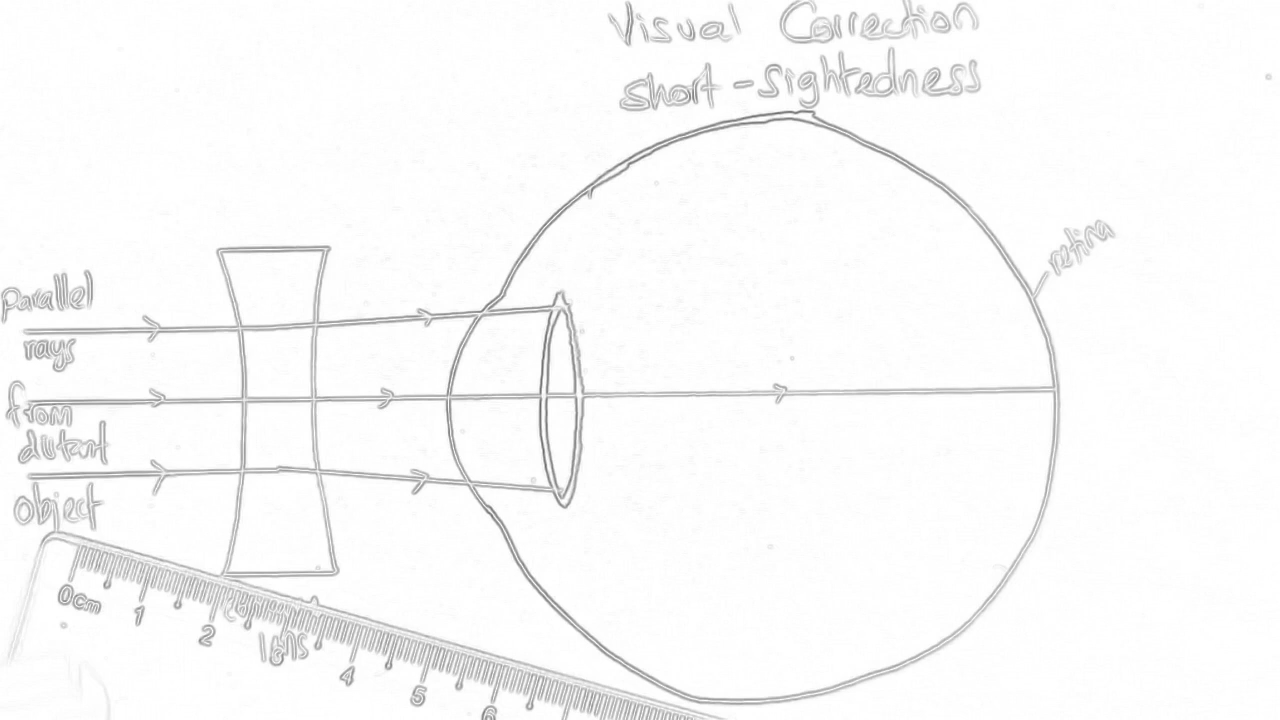 Visual Correction
Short-Sightedness
retina
parallel
rays
from
distant
object
lens
0cm 1 2 4 5 6